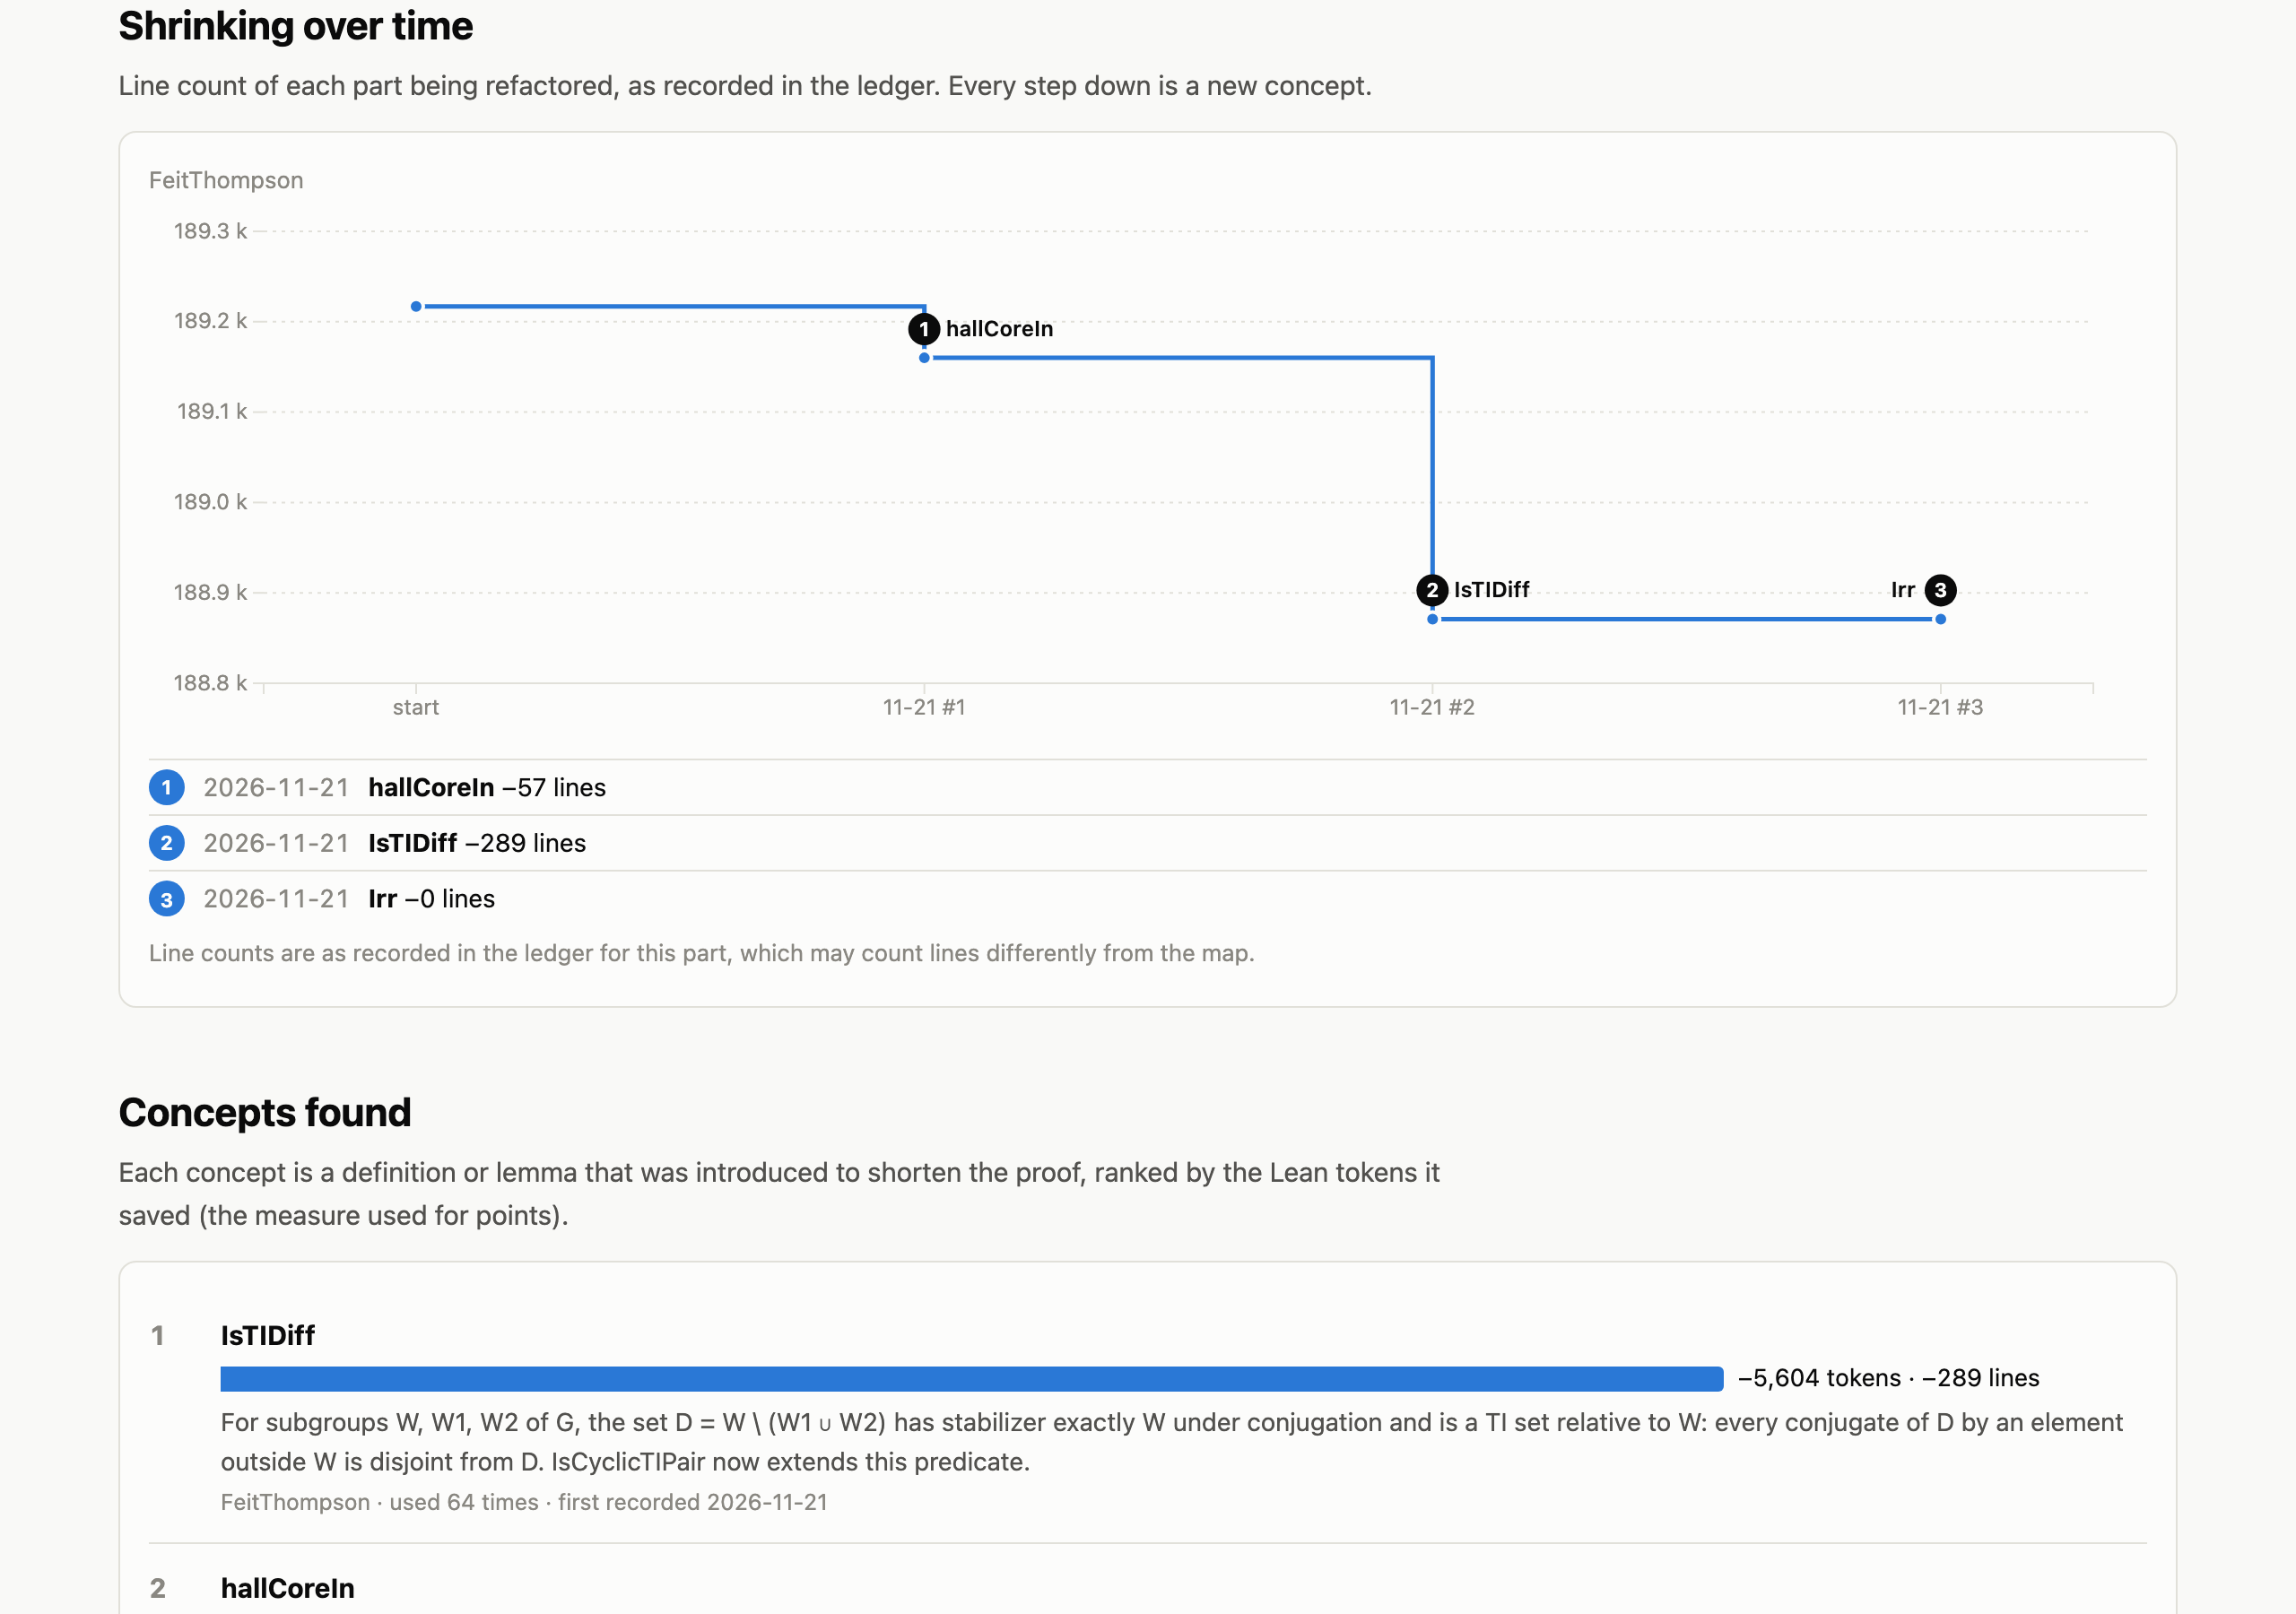 Shrinking over time
Line count of each part being refactored, as recorded in the ledger. Every step down is a new concept.
FeitThompson
189.3 k
189.2 k
1 hallCoreIn
189.1 k
189.0 k
188.9 k
2 IsTIDiff
Irr 3
188.8 k
start
11-21 #1
11-21 #2
11-21 #3
1 2026-11-21 hallCoreIn −57 lines
2 2026-11-21 IsTIDiff −289 lines
3 2026-11-21 Irr −0 lines
Line counts are as recorded in the ledger for this part, which may count lines differently from the map.
Concepts found
Each concept is a definition or lemma that was introduced to shorten the proof, ranked by the Lean tokens it
saved (the measure used for points).
1 IsTIDiff
−5,604 tokens · −289 lines
For subgroups W, W1, W2 of G, the set D = W \ (W1 ∪ W2) has stabilizer exactly W under conjugation and is a TI set relative to W: every conjugate of D by an element
outside W is disjoint from D. IsCyclicTIPair now extends this predicate.
FeitThompson · used 64 times · first recorded 2026-11-21
2 hallCoreIn